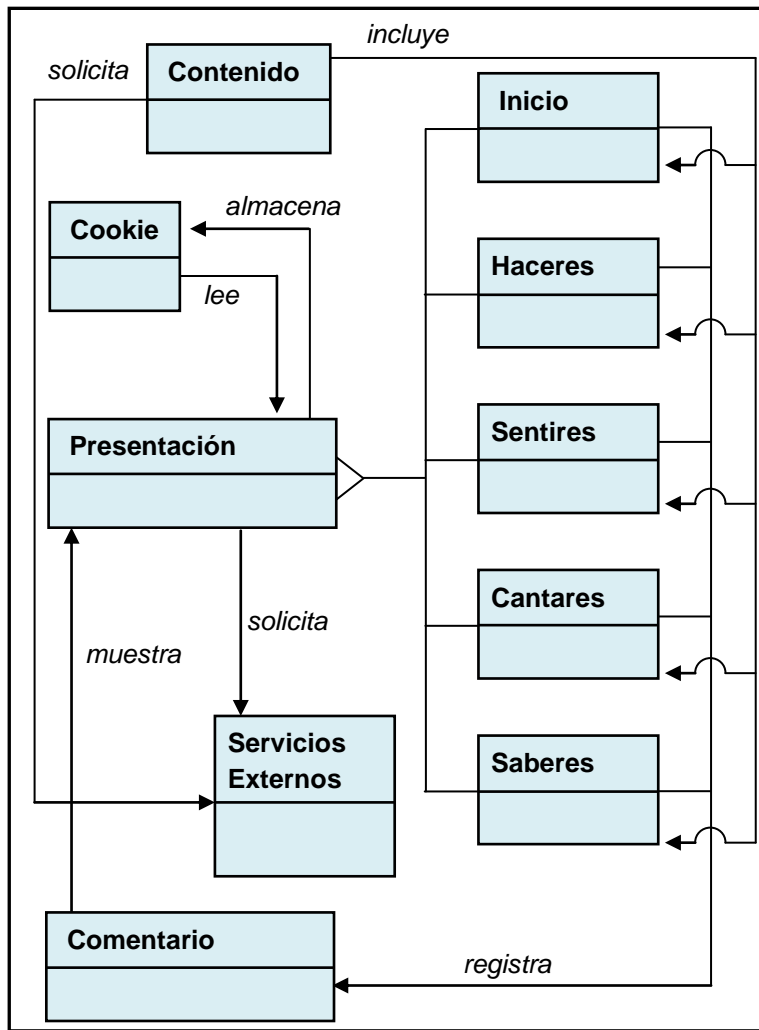 incluye
solicita
Contenido
Inicio
Cookie
almacena
lee
Haceres
Presentación
Sentires
solicita
muestra
Cantares
Servicios
Externos
Saberes
Comentario
registra